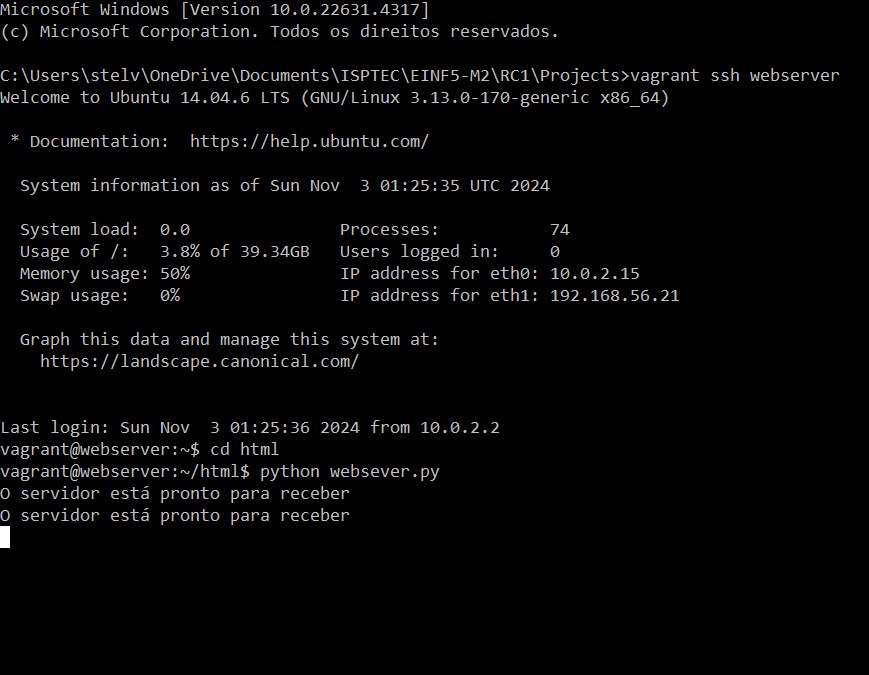 Microsoft Windows [Version 10.0.22631.4317]
(c) Microsoft Corporation. Todos os direitos reservados.
C:\Users\stelv\OneDrive\Documents\ISPTEC\EINF5-M2\RC1\Projects>vagrant ssh webserver
Welcome to Ubuntu 14.04.6 LTS (GNU/Linux 3.13.0-170-generic x86_64)
* Documentation:  https://help.ubuntu.com/
System information as of Sun Nov  3 01:25:35 UTC 2024
System load:  0.0               Processes:           74
Usage of /:   3.8% of 39.34GB   Users logged in:     0
Memory usage: 50%               IP address for eth0: 10.0.2.15
Swap usage:   0%                IP address for eth1: 192.168.56.21
Graph this data and manage this system at:
https://landscape.canonical.com/
Last login: Sun Nov  3 01:25:36 2024 from 10.0.2.2
vagrant@webserver:~$ cd html
vagrant@webserver:~/html$ python websever.py
O servidor está pronto para receber
O servidor está pronto para receber